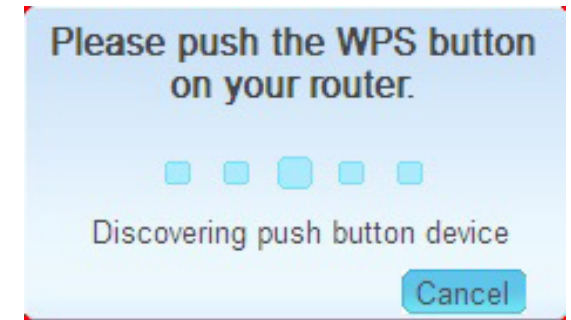 Please push the WPS button
on your router.
Discovering push button device
Cancel